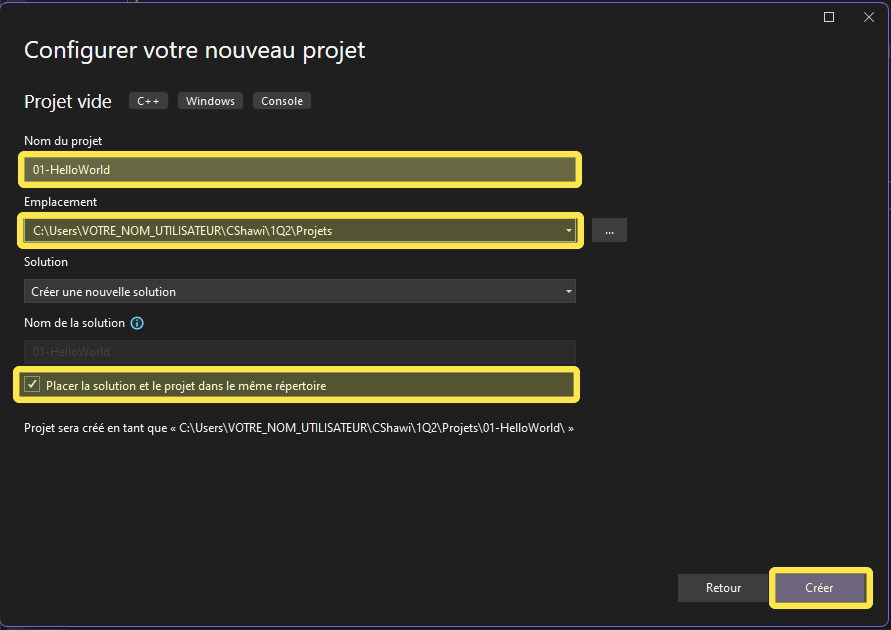 Configurer votre nouveau projet
Projet vide C++ Windows Console
Nom du projet
01-HelloWorld
Emplacement
C:\Users\VOTRE_NOM_UTILISATEUR\CShawi\1Q2\Projets ...
Solution
Créer une nouvelle solution
Nom de la solution
01-HelloWorld
Placer la solution et le projet dans le même répertoire
Projet sera créé en tant que « C:\Users\VOTRE_NOM_UTILISATEUR\CShawi\1Q2\Projets\01-HelloWorld\ »
Retour Créer